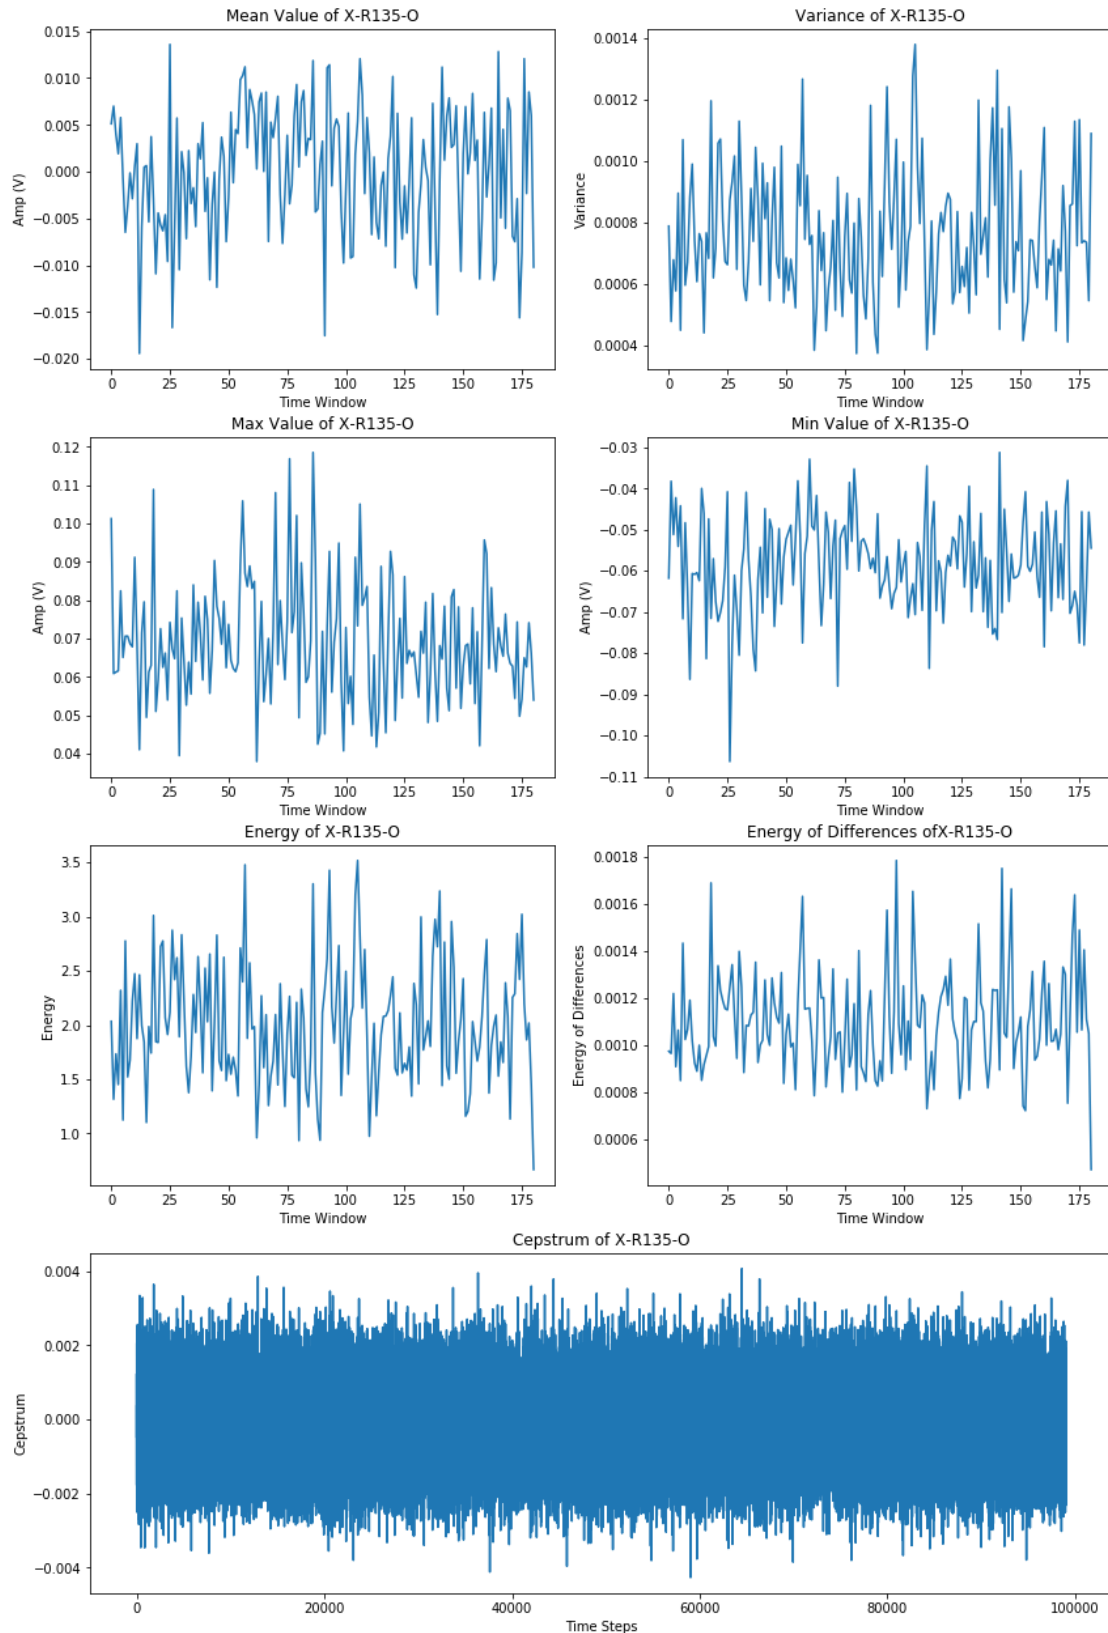 Mean Value of X-R135-O
Amp (V)
0.015
0.010
0.005
0.000
−0.005
−0.010
−0.015
−0.020
0 25 50 75 100 125 150 175
Time Window
Variance of X-R135-O
Variance
0.0014
0.0012
0.0010
0.0008
0.0006
0.0004
0 25 50 75 100 125 150 175
Time Window
Max Value of X-R135-O
Amp (V)
0.12
0.11
0.10
0.09
0.08
0.07
0.06
0.05
0.04
0 25 50 75 100 125 150 175
Time Window
Min Value of X-R135-O
Amp (V)
−0.03
−0.04
−0.05
−0.06
−0.07
−0.08
−0.09
−0.10
−0.11
0 25 50 75 100 125 150 175
Time Window
Energy of X-R135-O
Energy
3.5
3.0
2.5
2.0
1.5
1.0
0 25 50 75 100 125 150 175
Time Window
Energy of Differences ofX-R135-O
Energy of Differences
0.0018
0.0016
0.0014
0.0012
0.0010
0.0008
0.0006
0 25 50 75 100 125 150 175
Time Window
Cepstrum of X-R135-O
Cepstrum
0.004
0.002
0.000
−0.002
−0.004
0 20000 40000 60000 80000 100000
Time Steps